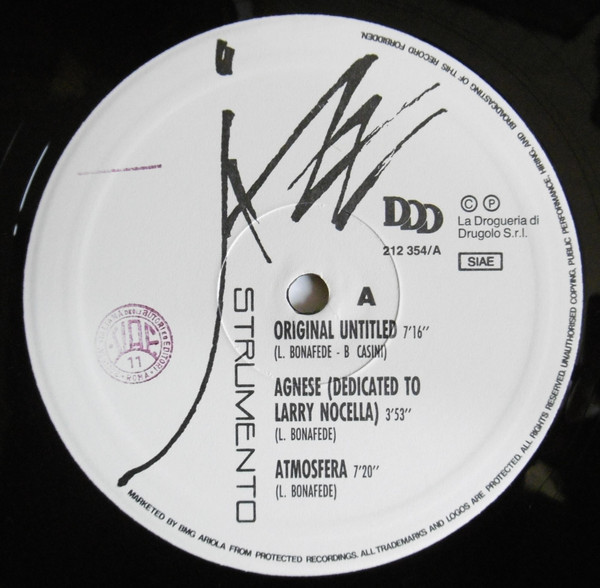 DDD
212 354/A
© ℗
La Drogueria di
Drugolo S.r.l.
SIAE
STRUMENTO
A
ORIGINAL UNTITLED 7'16"
(L. BONAFEDE - B CASINI)
AGNESE (DEDICATED TO
LARRY NOCELLA) 3'53"
(L. BONAFEDE)
ATMOSFERA 7'20"
(L. BONAFEDE)
11
ROMA
MARKETED BY BMG ARIOLA FROM PROTECTED RECORDINGS. ALL TRADEMARKS AND LOGOS ARE PROTECTED. ALL RIGHTS RESERVED. UNAUTHORISED COPYING, PUBLIC PERFORMANCE, HIRING, AND BROADCASTING OF THIS RECORD FORBIDDEN.